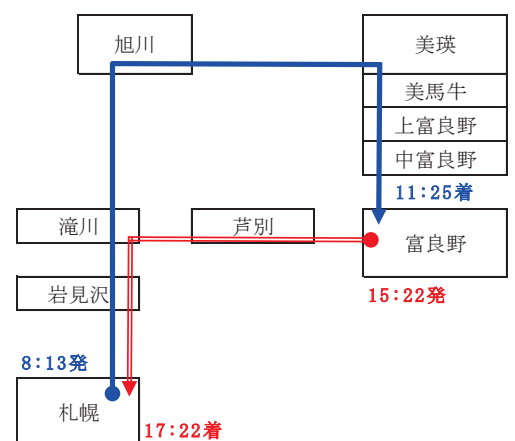 旭川
美瑛
美馬牛
上富良野
中富良野
11:25着
滝川
芦別
富良野
岩見沢
15:22発
8:13発
札幌
17:22着